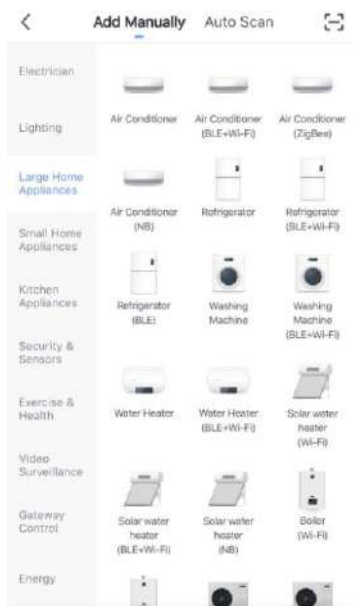 Add Manually Auto Scan
Electrician
Lighting
Large Home
Appliances
Small Home
Appliances
Kitchen
Appliances
Security &
Sensors
Exercise &
Health
Video
Surveillance
Gateway
Control
Energy
Air Conditioner
Air Conditioner
(BLE+Wi-Fi)
Air Conditioner
(ZigBee)
Air Conditioner
(NB)
Refrigerator
Refrigerator
(BLE+Wi-Fi)
Refrigerator
(BLE)
Washing
Machine
Washing
Machine
(BLE+Wi-Fi)
Water Heater
Water Heater
(BLE+Wi-Fi)
Solar water
heater
(Wi-Fi)
Solar water
heater
(BLE+Wi-Fi)
Solar water
heater
(NB)
Boiler
(Wi-Fi)